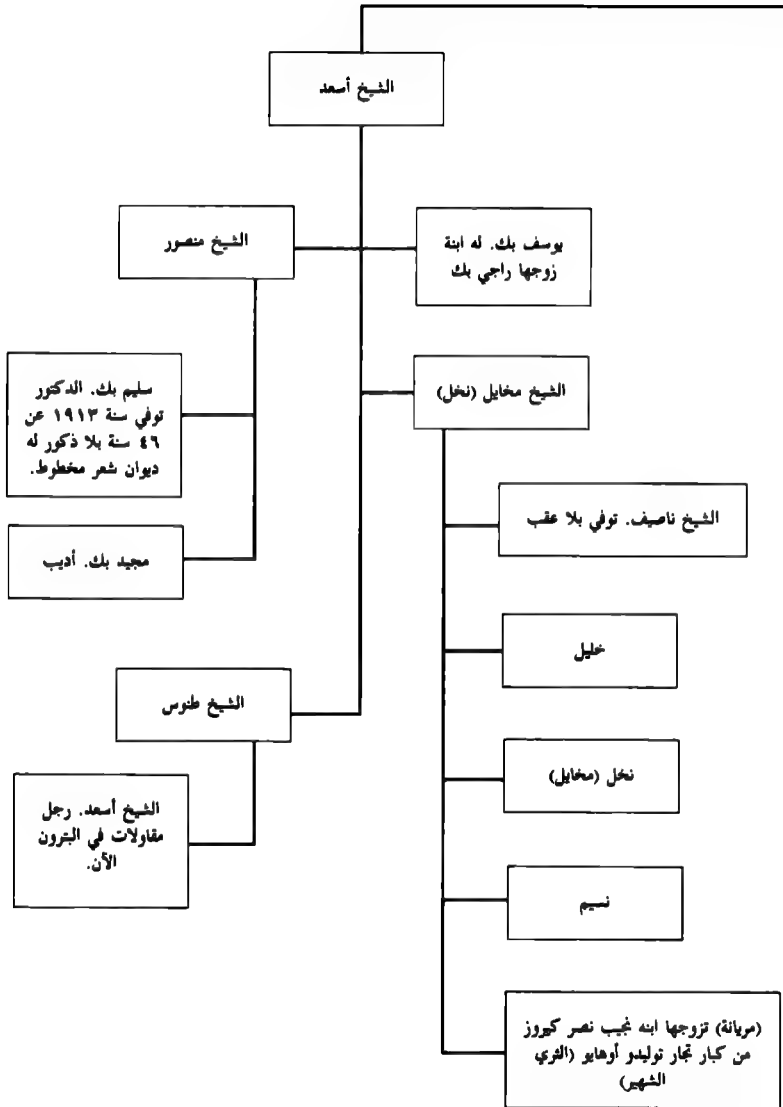 الشيخ أسعد
الشيخ منصور
يوسف بك. له ابنة
زوجها راجي بك
سليم بك. الدكتور
توفي سنة ١٩١٣ عن
٤٦ سنة بلا ذكور له
ديوان شعر مخطوط.
الشيخ مخايل (نخل)
الشيخ ناصيف. توفي بلا عقب
مجيد بك. أديب
خليل
الشيخ طنوس
نخل (مخايل)
الشيخ أسعد. رجل
مقاولات في البترون
الآن.
نسيم
(مريانة) تزوجها ابنه نجيب نصر كيروز
من كبار تجار توليدو أوهايو (الثري
الشهير)